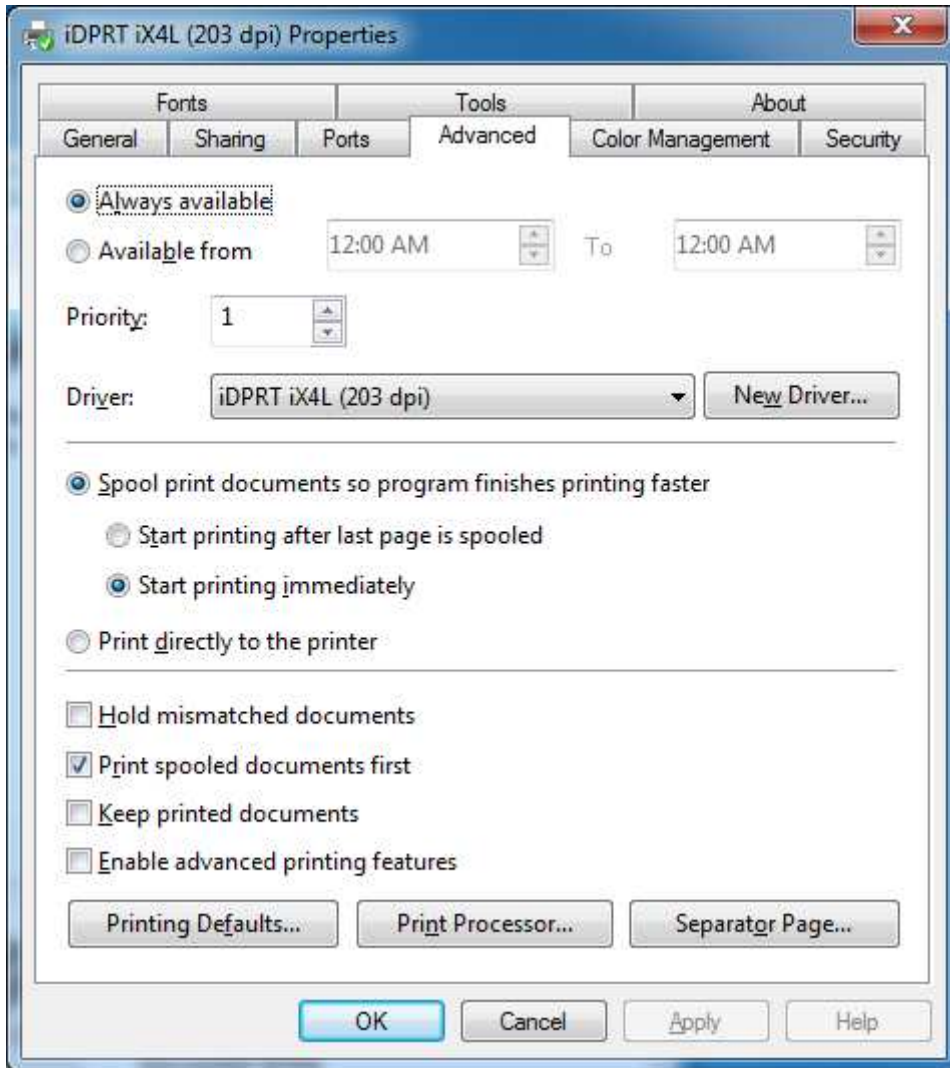 iDPRT iX4L (203 dpi) Properties
Fonts Tools About
General Sharing Ports Advanced Color Management Security
Always available
Available from 12:00 AM To 12:00 AM
Priority: 1
Driver: iDPRT iX4L (203 dpi) New Driver...
Spool print documents so program finishes printing faster
Start printing after last page is spooled
Start printing immediately
Print directly to the printer
Hold mismatched documents
Print spooled documents first
Keep printed documents
Enable advanced printing features
Printing Defaults... Print Processor... Separator Page...
OK Cancel Apply Help